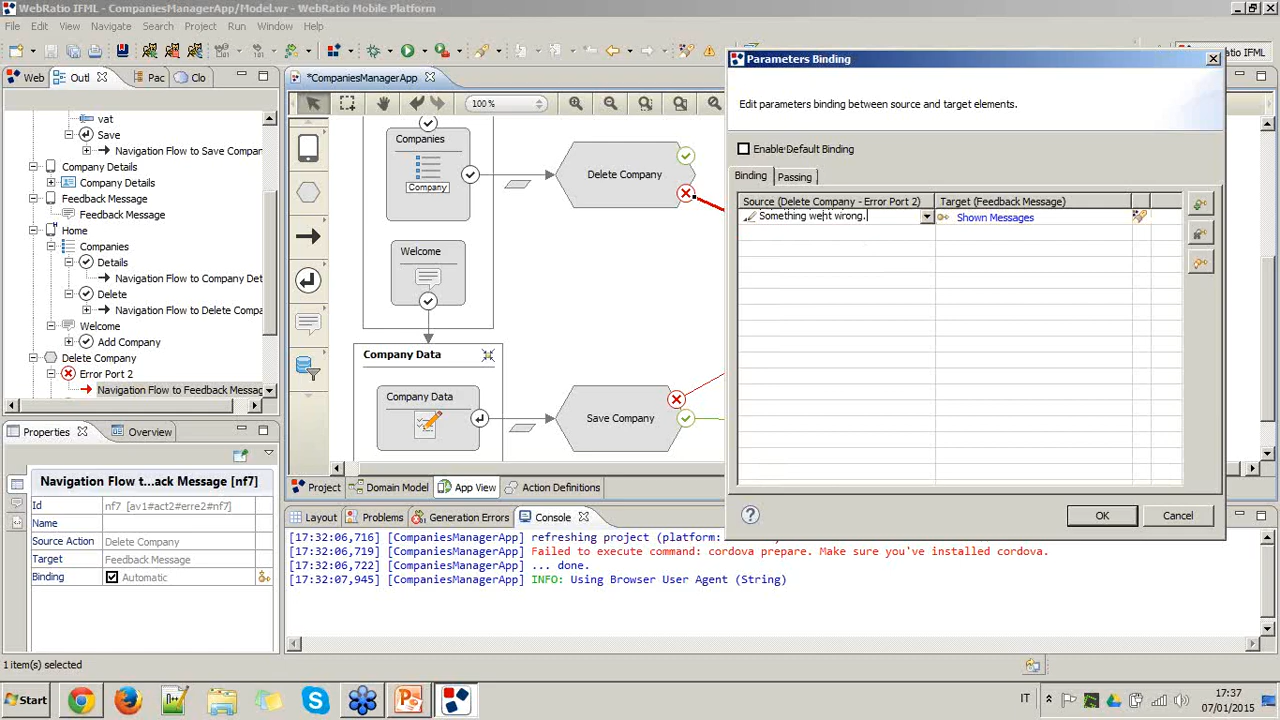 WebRatio IFML - CompaniesManagerApp/Model.wr - WebRatio Mobile Platform
File Edit View Navigate Search Project Run Window Help
Web Outl Pac Clo
*CompaniesManagerApp
100 %
vat
Save
Navigation Flow to Save Compa
Company Details
Company Details
Feedback Message
Feedback Message
Home
Companies
Details
Navigation Flow to Company Det
Delete
Navigation Flow to Delete Compa
Welcome
Add Company
Delete Company
Error Port 2
Navigation Flow to Feedback Messag
Companies
Company
Delete Company
Welcome
Company Data
Company Data
Save Company
Project Domain Model App View Action Definitions
Parameters Binding
Edit parameters binding between source and target elements.
Enable Default Binding
Binding Passing
Source (Delete Company - Error Port 2) Target (Feedback Message)
Something went wrong. Shown Messages
OK Cancel
Properties Overview
Navigation Flow t...ack Message [nf7]
Id nf7 [av1#act2#erre2#nf7]
Name
Source Action Delete Company
Target Feedback Message
Binding Automatic
Layout Problems Generation Errors Console
[17:32:06,716] [CompaniesManagerApp] refreshing project (platform:
[17:32:06,719] [CompaniesManagerApp] Failed to execute command: cordova prepare. Make sure you've installed cordova.
[17:32:06,722] [CompaniesManagerApp] ... done.
[17:32:07,945] [CompaniesManagerApp] INFO: Using Browser User Agent (String)
1 item(s) selected
Start
IT
17:37
07/01/2015